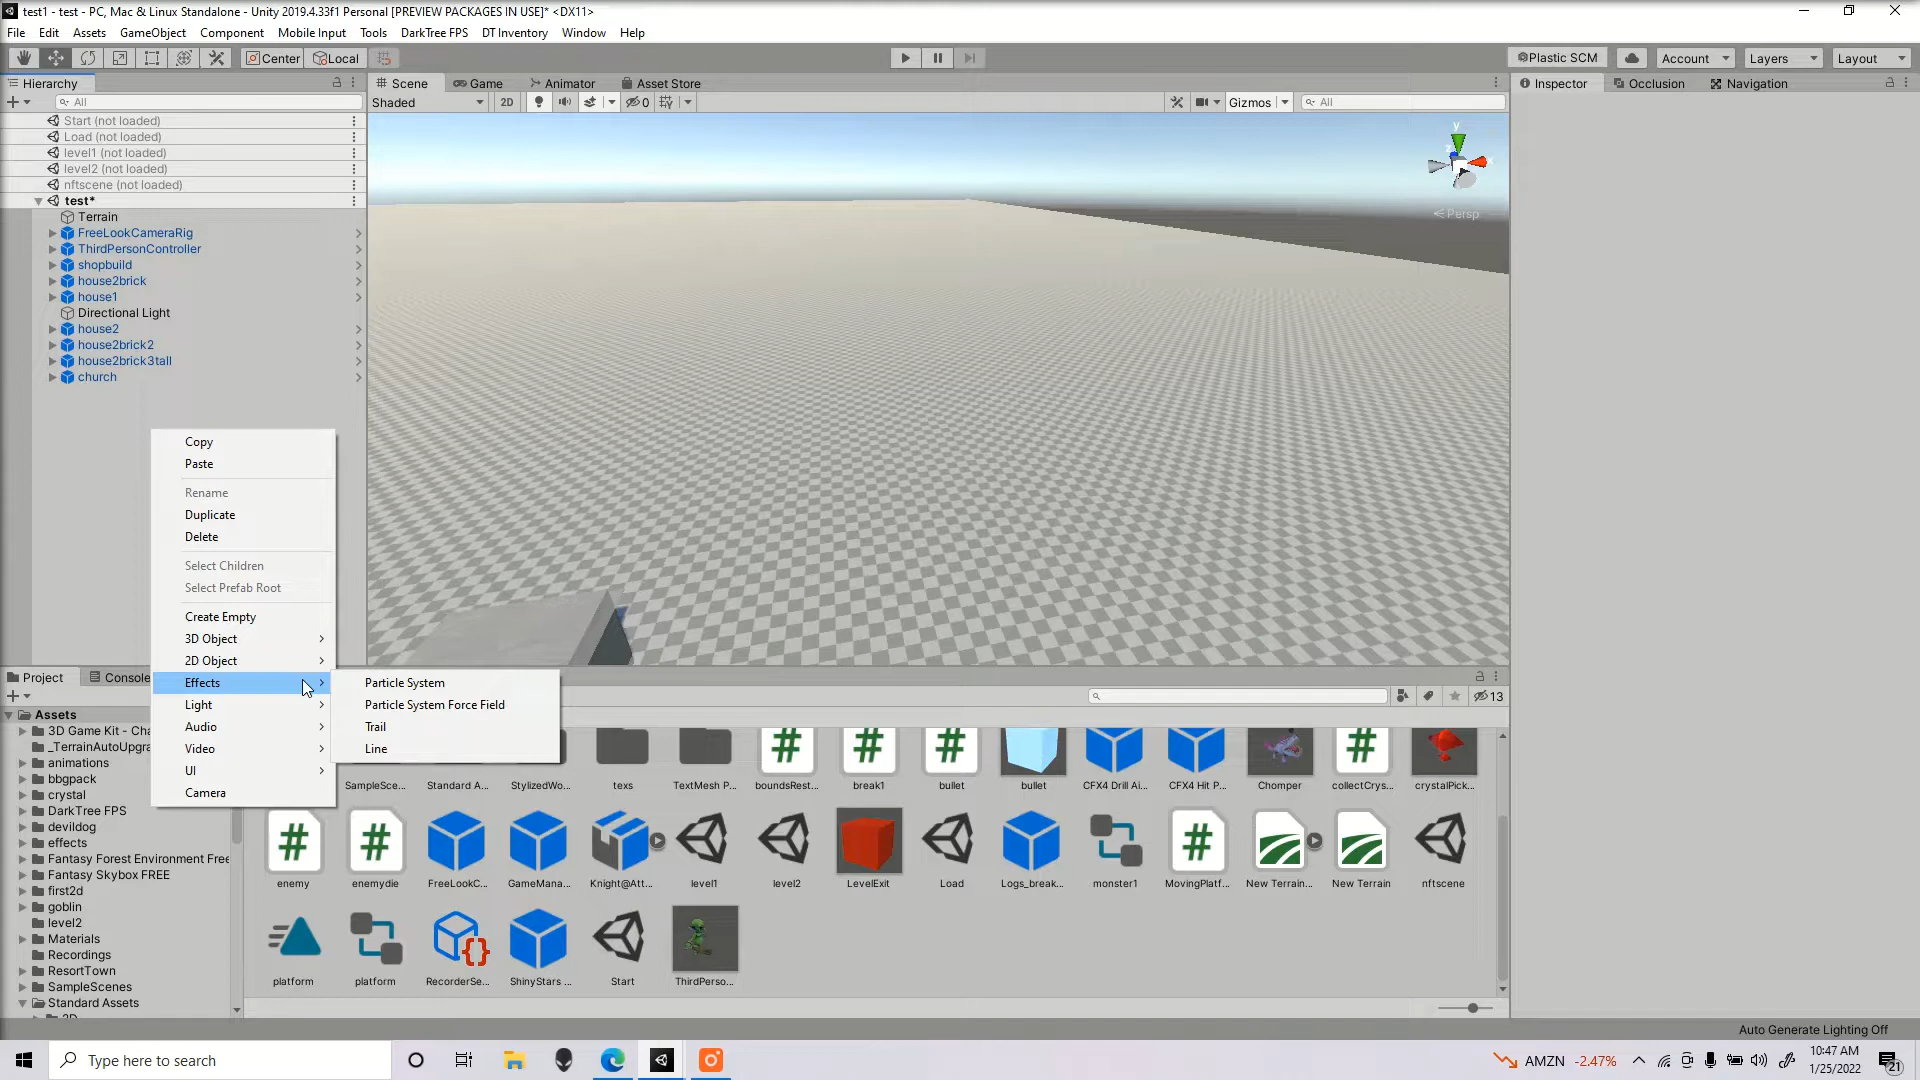 test1 - test - PC, Mac & Linux Standalone - Unity 2019.4.33f1 Personal [PREVIEW PACKAGES IN USE]* <DX11>
File Edit Assets GameObject Component Mobile Input Tools DarkTree FPS DT Inventory Window Help
Center Local Plastic SCM Account Layers Layout
Hierarchy Scene Game Animator Asset Store Inspector Occlusion Navigation
All Shaded 2D 0 Gizmos All
Start (not loaded)
Load (not loaded)
level1 (not loaded)
level2 (not loaded)
nftscene (not loaded)
test*
Terrain
FreeLookCameraRig
ThirdPersonController
shopbuild
house2brick
house1
Directional Light
house2
house2brick2
house2brick3tall
church
y
x
Persp
Copy
Paste
Rename
Duplicate
Delete
Select Children
Select Prefab Root
Create Empty
3D Object
2D Object
Effects
Light
Audio
Video
UI
Camera
Particle System
Particle System Force Field
Trail
Line
Project Console
13
Assets
3D Game Kit - Cha
_TerrainAutoUpgra
animations
bbgpack
crystal
DarkTree FPS
devildog
effects
Fantasy Forest Environment Free
Fantasy Skybox FREE
first2d
goblin
level2
Materials
Recordings
ResortTown
SampleScenes
Standard Assets
SampleSce... Standard A... StylizedWo... texs TextMesh P... boundsRest... break1 bullet bullet CFX4 Drill Ai... CFX4 Hit P... Chomper collectCrys... crystalPick...
enemy enemydie FreeLookC... GameMana... Knight@Att... level1 level2 LevelExit Load Logs_break... monster1 MovingPlatf... New Terrain... New Terrain nftscene
platform platform RecorderSe... ShinyStars ... Start ThirdPerso...
Auto Generate Lighting Off
Type here to search
AMZN -2.47%
10:47 AM
1/25/2022
21